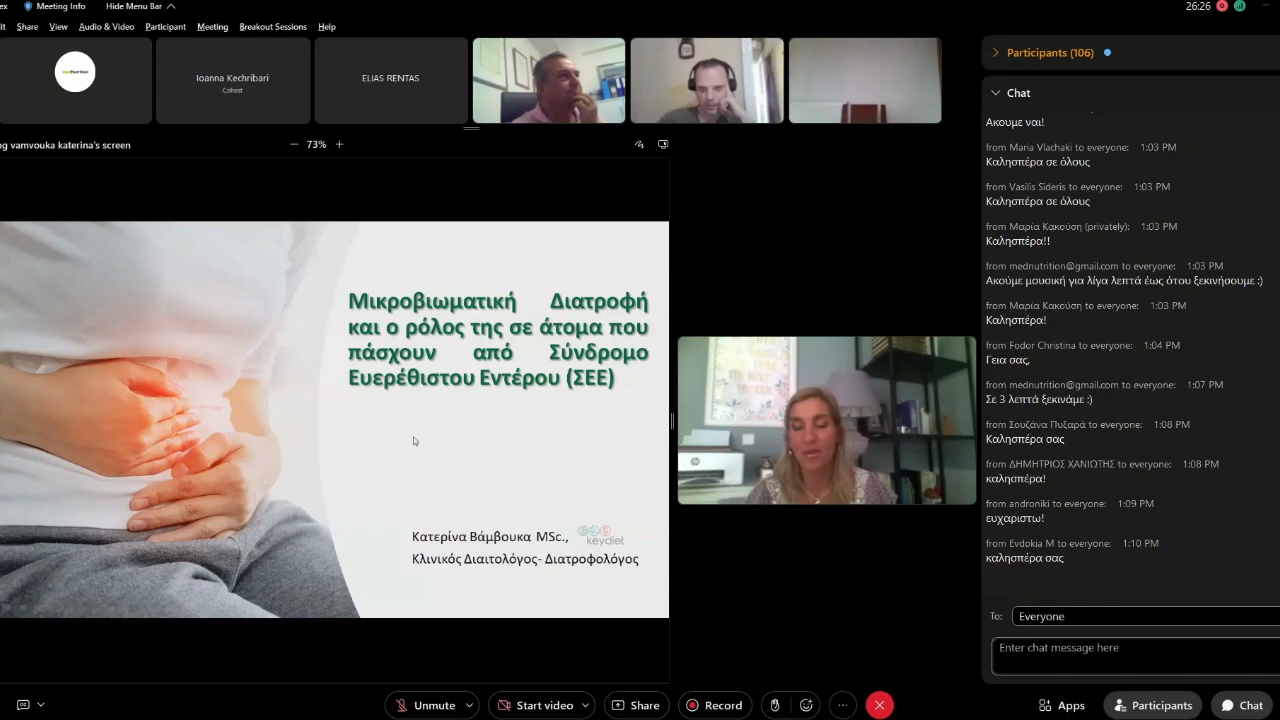 ex
Meeting Info
Hide Menu Bar
26:26
it
Share
View
Audio & Video
Participant
Meeting
Breakout Sessions
Help
medNutrition
Ioanna Kechribari
Cohost
ELIAS RENTAS
Participants (106)
Chat
ng vamvouka katerina's screen
73%
Μικροβιωματική Διατροφή
και ο ρόλος της σε άτομα που
πάσχουν από Σύνδρομο
Ευερέθιστου Εντέρου (ΣΕΕ)
Κατερίνα Βάμβουκα MSc.,
keydiet
Κλινικός Διαιτολόγος- Διατροφολόγος
Ακουμε ναι!
from Maria Vlachaki to everyone: 1:03 PM
Καλησπέρα σε όλους
from Vasilis Sideris to everyone: 1:03 PM
Καλησπέρα σε όλους
from Μαρία Κακούση (privately): 1:03 PM
Καλησπέρα!!
from mednutrition@gmail.com to everyone: 1:03 PM
Ακούμε μουσική για λίγα λεπτά έως ότου ξεκινήσουμε :)
from Μαρία Κακούση to everyone: 1:03 PM
Καλησπέρα!
from Fodor Christina to everyone: 1:04 PM
Γεια σας,
from mednutrition@gmail.com to everyone: 1:07 PM
Σε 3 λεπτά ξεκινάμε :)
from Σουζάνα Πυξαρά to everyone: 1:08 PM
Καλησπέρα σας
from ΔΗΜΗΤΡΙΟΣ ΧΑΝΙΩΤΗΣ to everyone: 1:08 PM
καλησπέρα!
from androniki to everyone: 1:09 PM
ευχαριστω!
from Evdokia M to everyone: 1:10 PM
καλησπέρα σας
To: Everyone
Enter chat message here
Unmute
Start video
Share
Record
Apps
Participants
Chat